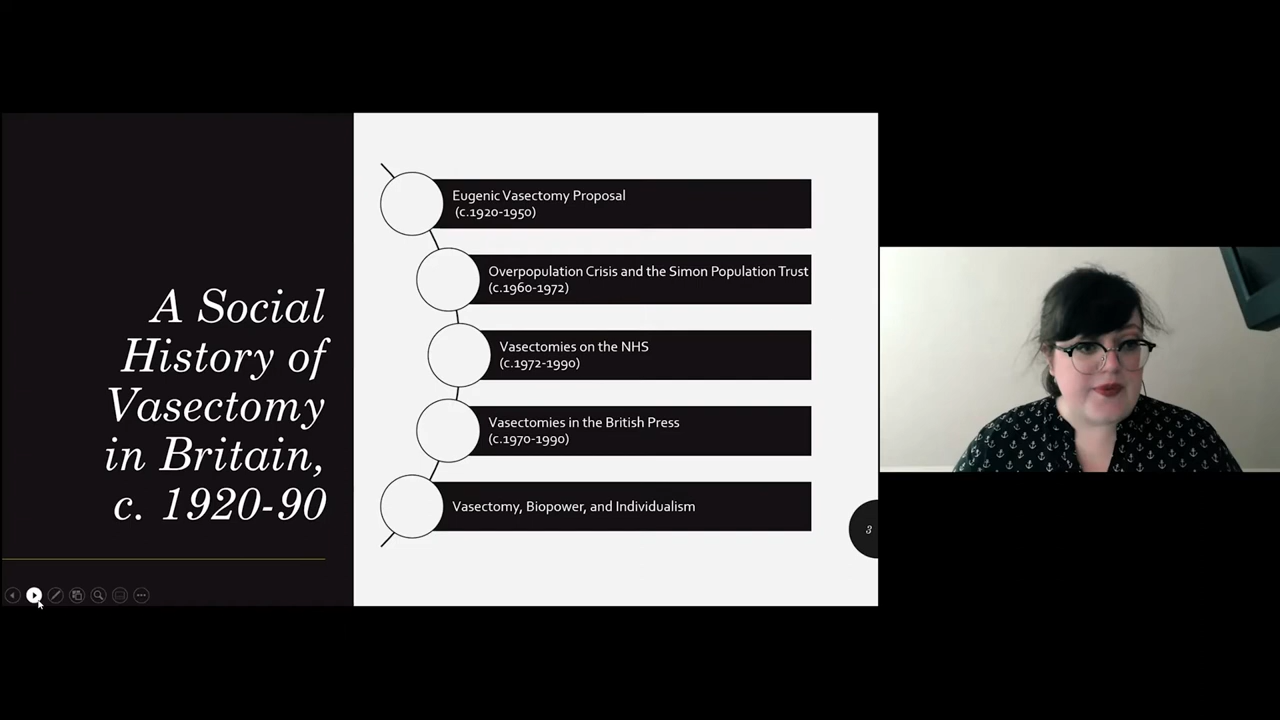 A Social
History of
Vasectomy
in Britain,
c. 1920-90
Eugenic Vasectomy Proposal
(c.1920-1950)
Overpopulation Crisis and the Simon Population Trust
(c.1960-1972)
Vasectomies on the NHS
(c.1972-1990)
Vasectomies in the British Press
(c.1970-1990)
Vasectomy, Biopower, and Individualism
3